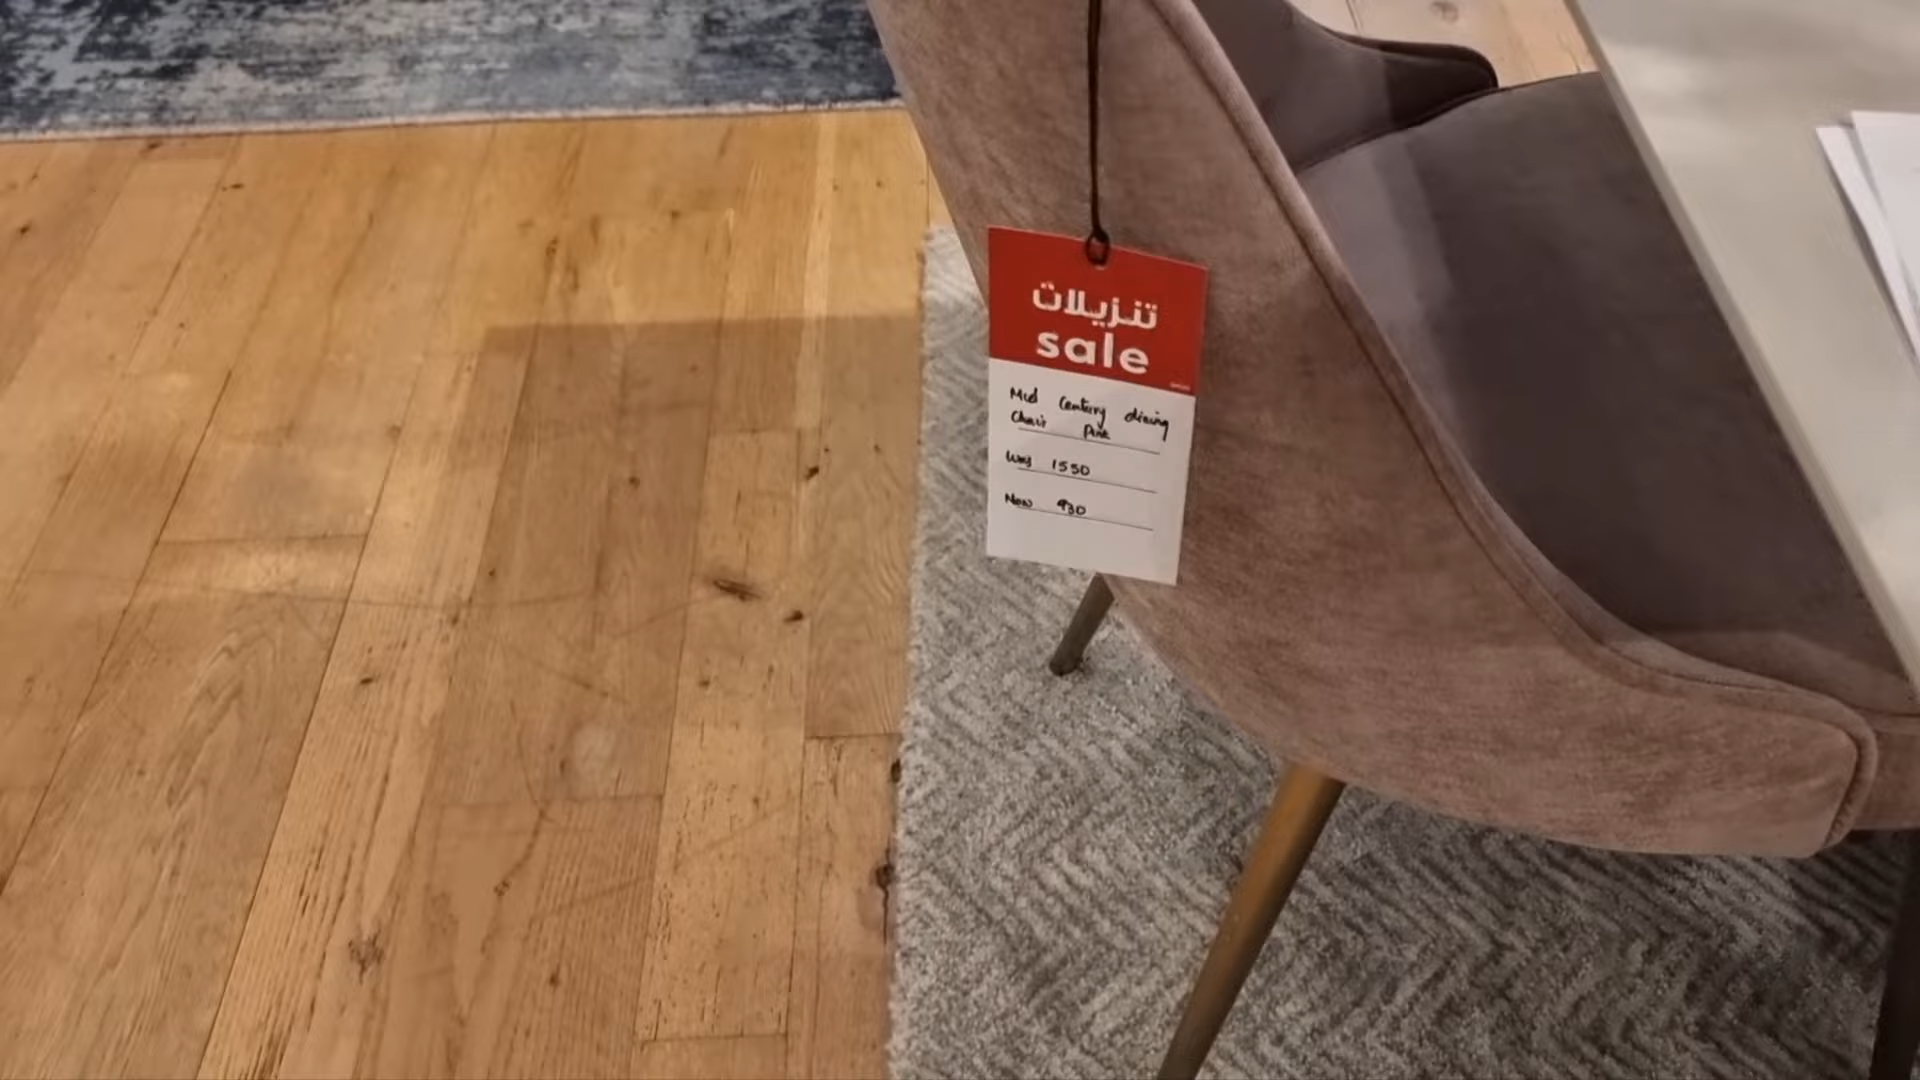 تنزيلات
sale
Mid Century dining
Chair Pink
Was 1550
Now 930